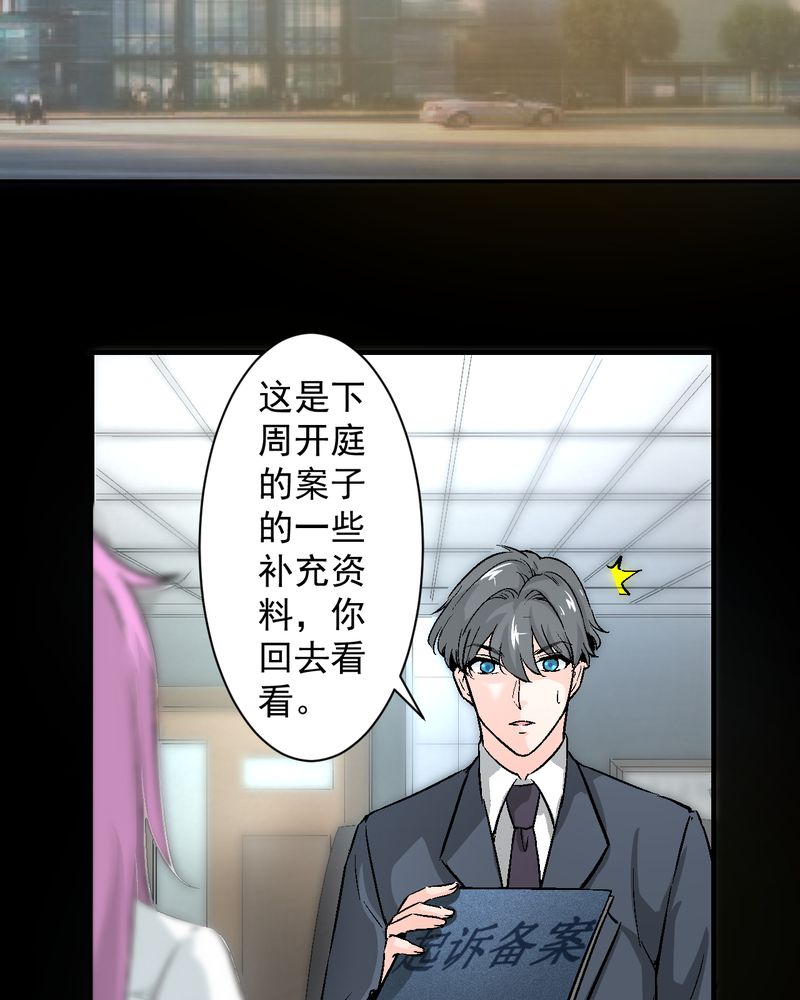 这是下
周开庭
的案子
的一些
补充资
料，你
回去看
看。
起诉备案